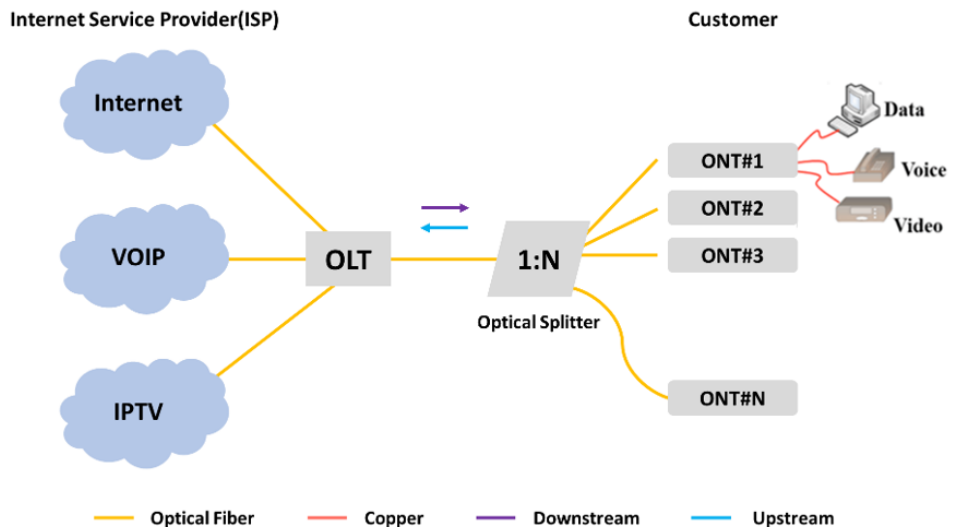 Internet Service Provider(ISP)
Customer
Internet
VOIP
IPTV
OLT
1:N
Optical Splitter
ONT#1
ONT#2
ONT#3
ONT#N
Data
Voice
Video
Optical Fiber
Copper
Downstream
Upstream